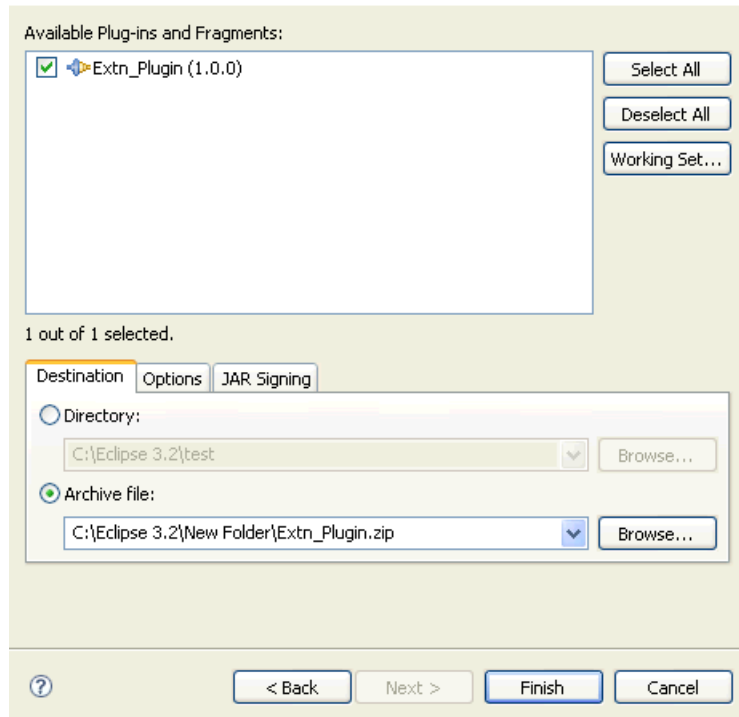 Available Plug-ins and Fragments:
Extn_Plugin (1.0.0)
Select All
Deselect All
Working Set...
1 out of 1 selected.
Destination Options JAR Signing
Directory:
C:\Eclipse 3.2\test Browse...
Archive file:
C:\Eclipse 3.2\New Folder\Extn_Plugin.zip Browse...
? < Back Next > Finish Cancel